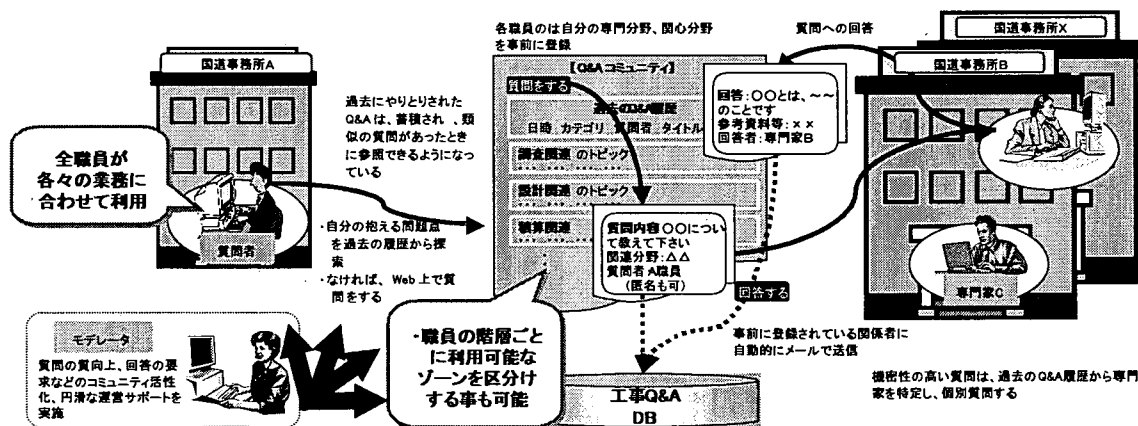 各職員のは自分の専門分野、関心分野
を事前に登録
質問への回答
国道事務所X
国道事務所A
国道事務所B
【Q&Aコミュニティ】
質問をする
過去のQ&A履歴
日時 カテゴリ 質問者 タイトル
調査関連 のトピック
設計関連 のトピック
積算関連
回答:〇〇とは、～～
のことです
参考資料等:××
回答者:専門家B
過去にやりとりされた
Q&Aは、蓄積され 、類
似の質問があったとき
に参照できるようになっ
ている
全職員が
各々の業務に
合わせて利用
質問者
・自分の抱える問題点
を過去の履歴から探
索
・なければ、Web上で質
問をする
質問内容〇〇につい
て教えて下さい
関連分野:△△
質問者A職員
(匿名も可)
回答する
専門家C
事前に登録されている関係者に
自動的にメールで送信
モデレータ
質問の質向上、回答の要
求などのコミュニティ活性
化、円滑な運営サポートを
実施
・職員の階層ごと
に利用可能な
ゾーンを区分け
する事も可能
工事Q&A
DB
機密性の高い質問は、過去のQ&A履歴から専門
家を特定し、個別質問する